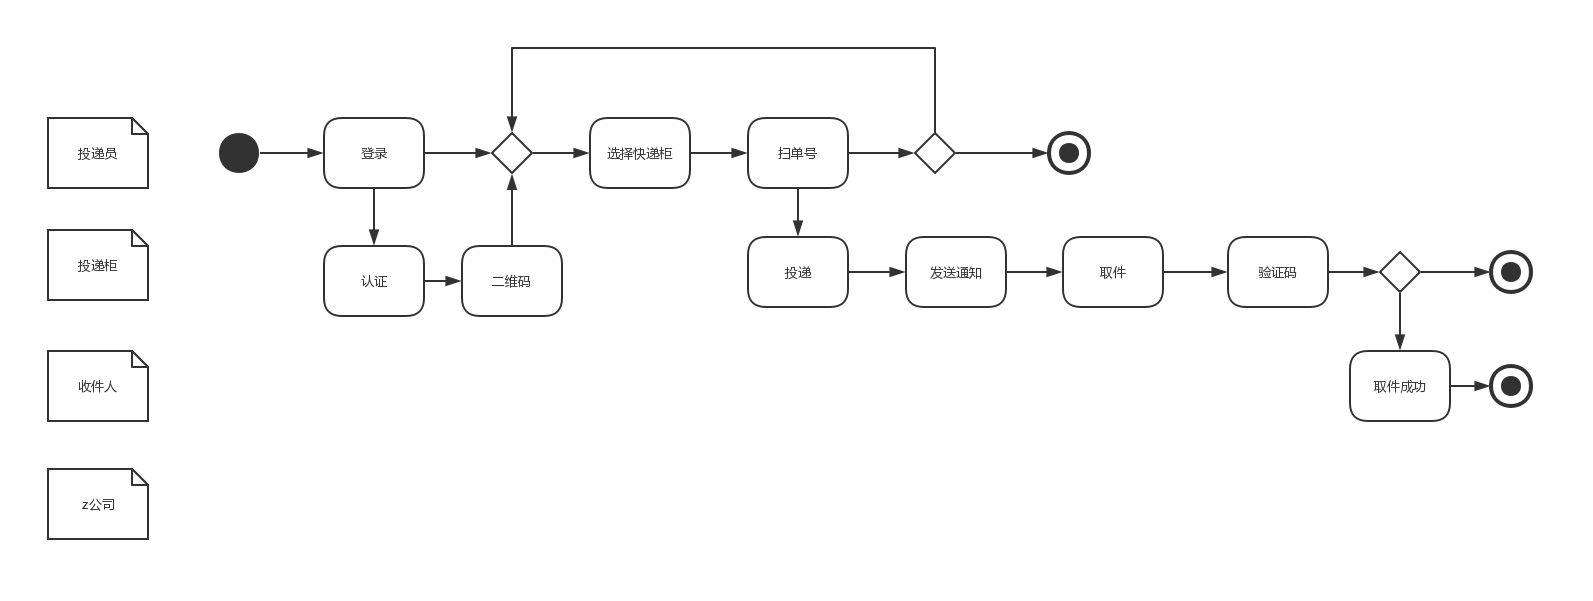 投递员
登录
选择快递柜
扫单号
投递柜
认证
二维码
投递
发送通知
取件
验证码
收件人
取件成功
z公司